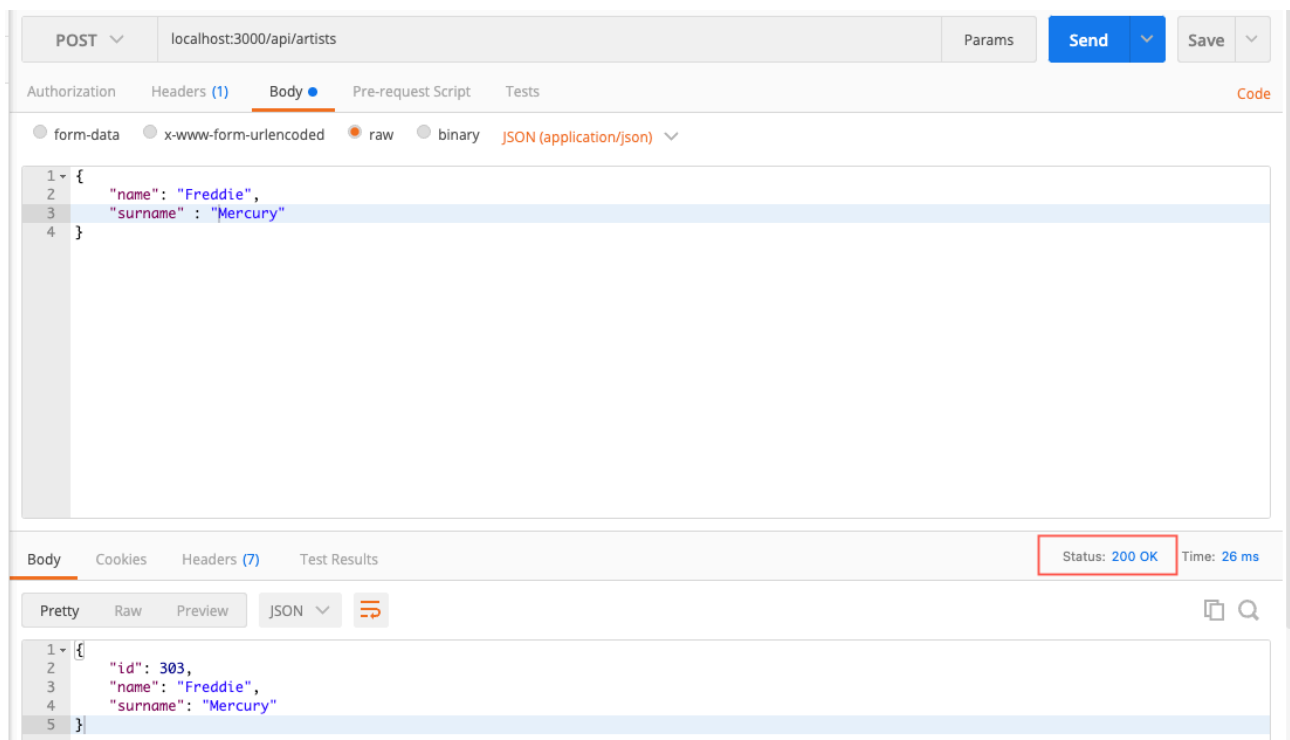 POST localhost:3000/api/artists Params Send Save
Authorization Headers (1) Body Pre-request Script Tests Code
form-data x-www-form-urlencoded raw binary JSON (application/json)
1 {
2 "name": "Freddie",
3 "surname" : "Mercury"
4 }
Body Cookies Headers (7) Test Results Status: 200 OK Time: 26 ms
Pretty Raw Preview JSON
1 {
2 "id": 303,
3 "name": "Freddie",
4 "surname": "Mercury"
5 }